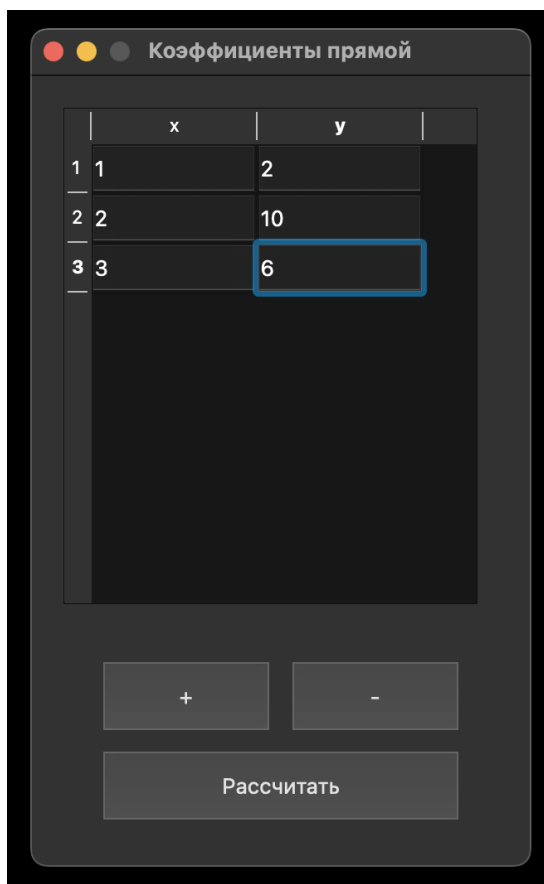 Коэффициенты прямой
x y
1 1 2
2 2 10
3 3 6
+ -
Рассчитать